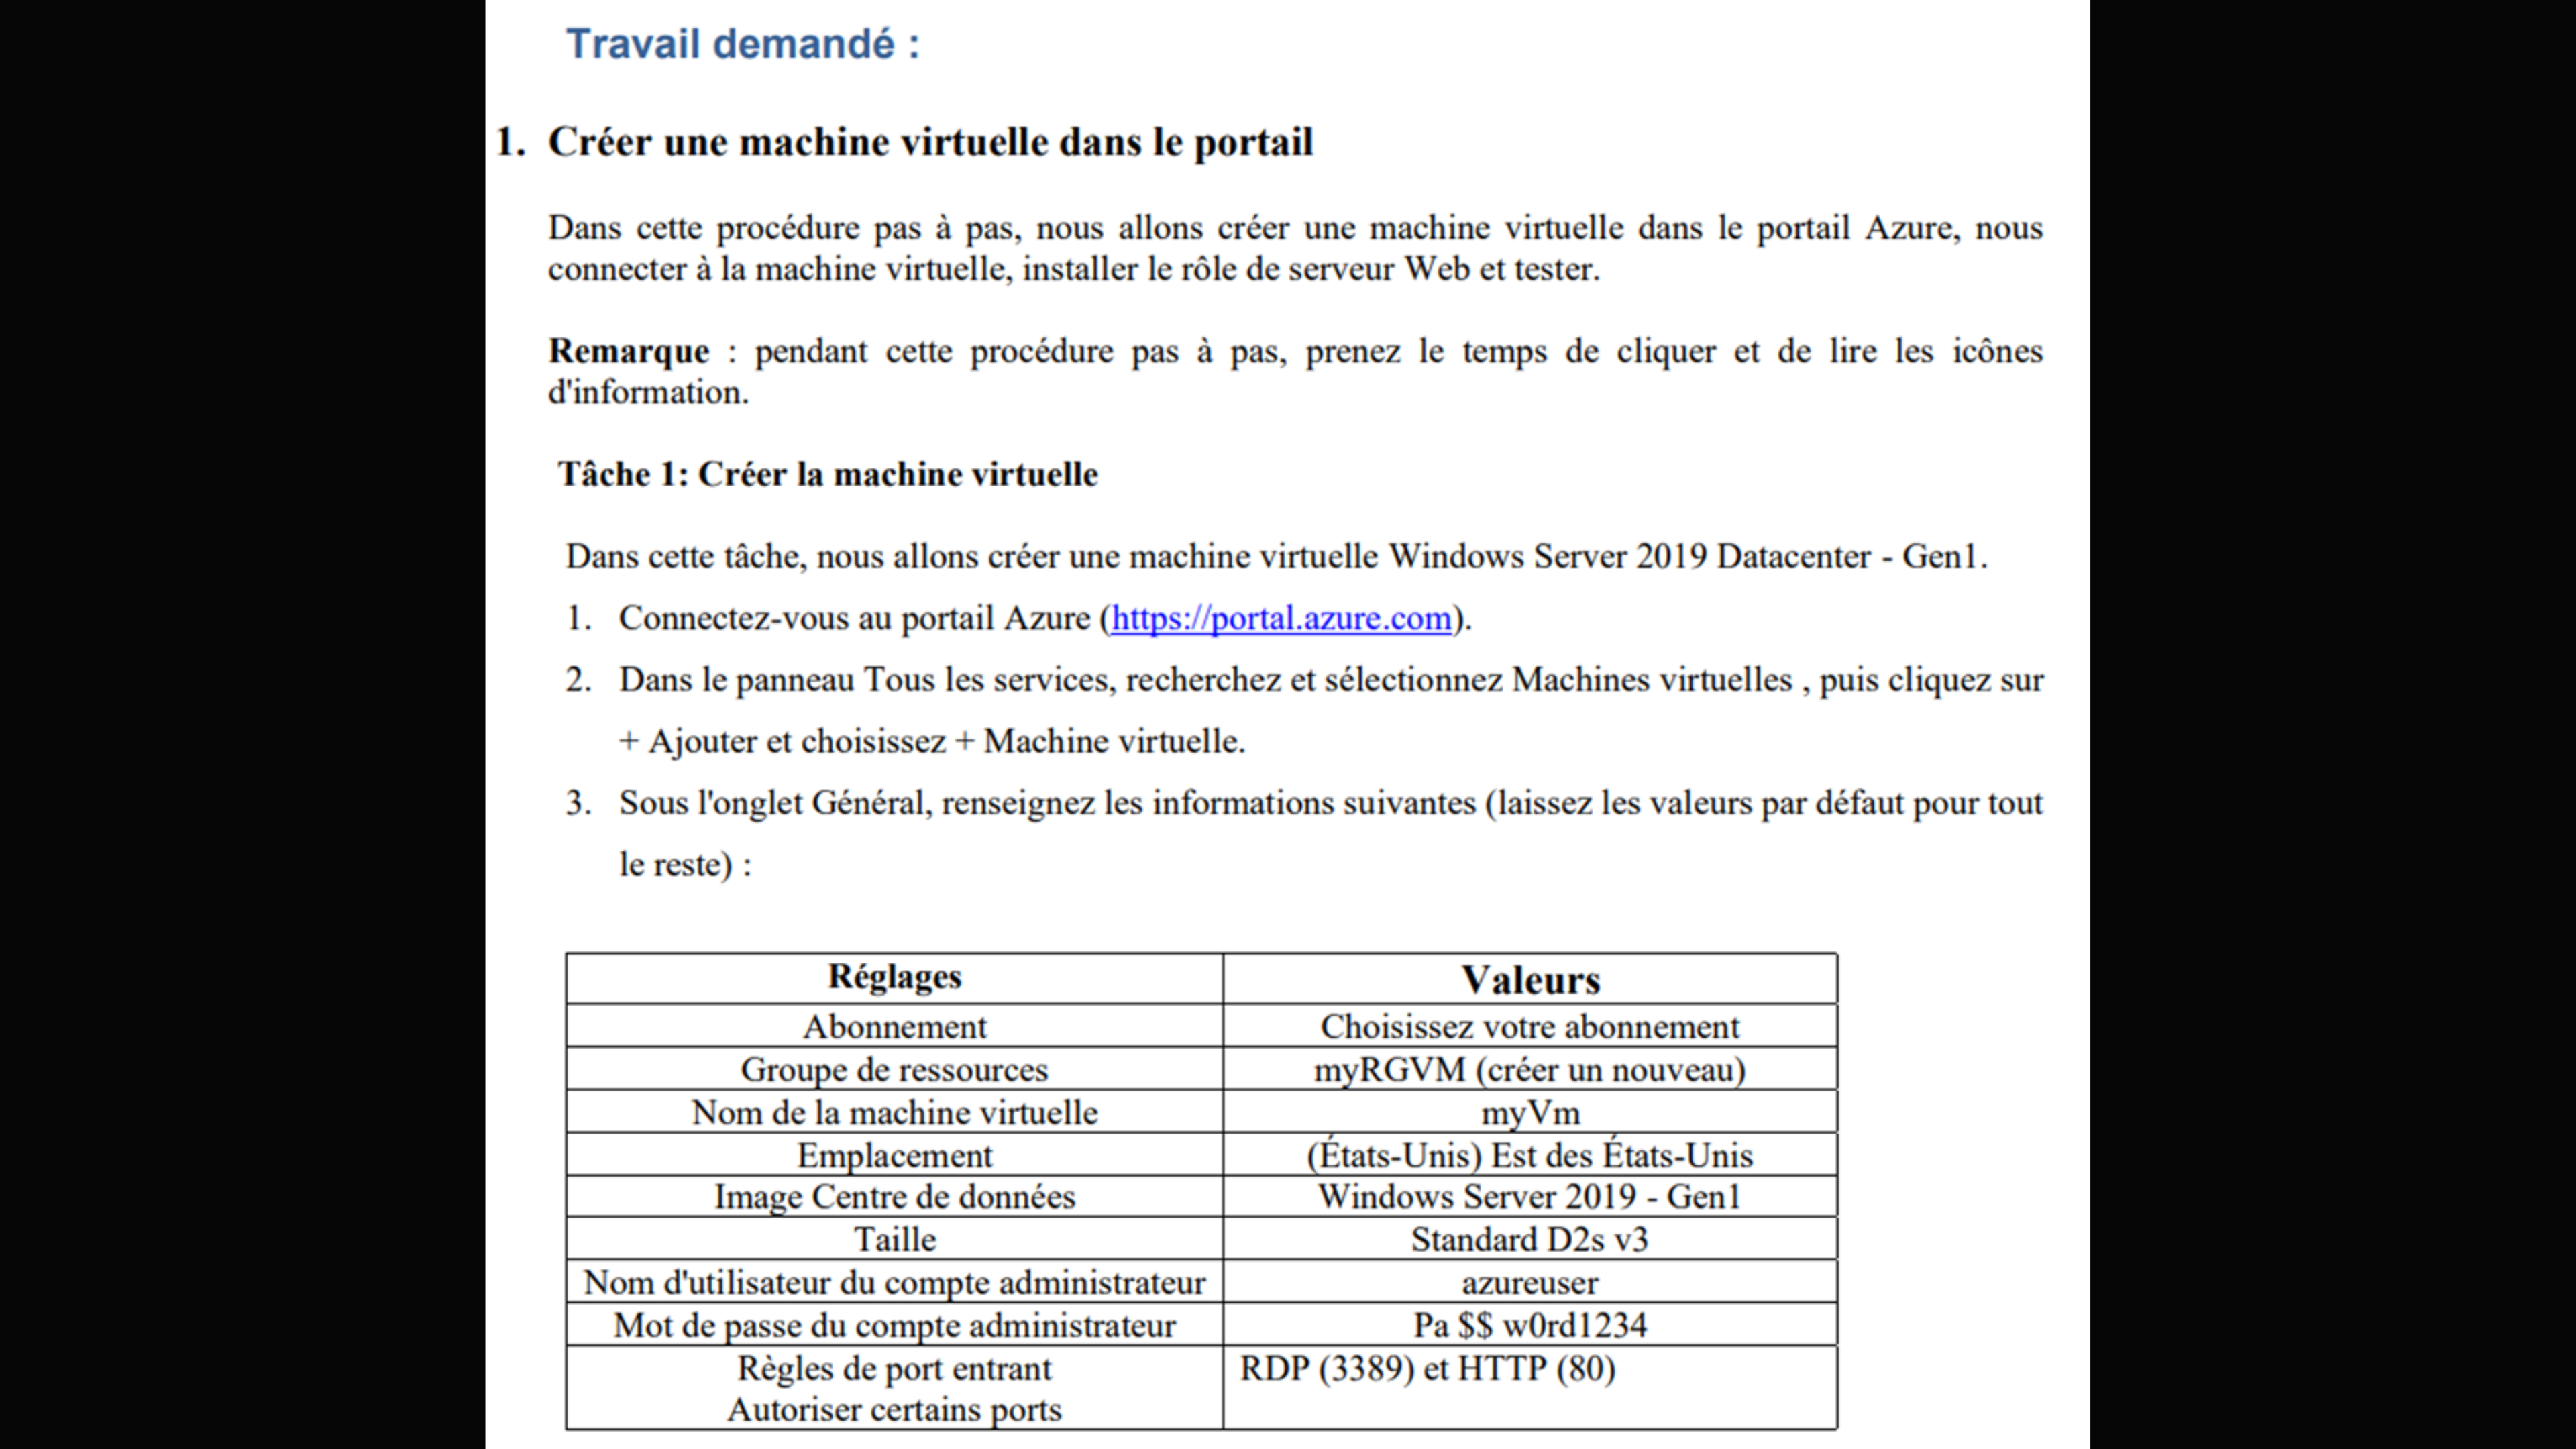 Travail demandé :
1. Créer une machine virtuelle dans le portail
Dans cette procédure pas à pas, nous allons créer une machine virtuelle dans le portail Azure, nous
connecter à la machine virtuelle, installer le rôle de serveur Web et tester.
Remarque : pendant cette procédure pas à pas, prenez le temps de cliquer et de lire les icônes
d'information.
Tâche 1: Créer la machine virtuelle
Dans cette tâche, nous allons créer une machine virtuelle Windows Server 2019 Datacenter - Gen1.
1. Connectez-vous au portail Azure (https://portal.azure.com).
2. Dans le panneau Tous les services, recherchez et sélectionnez Machines virtuelles , puis cliquez sur
+ Ajouter et choisissez + Machine virtuelle.
3. Sous l'onglet Général, renseignez les informations suivantes (laissez les valeurs par défaut pour tout
le reste) :
Réglages Valeurs
Abonnement Choisissez votre abonnement
Groupe de ressources myRGVM (créer un nouveau)
Nom de la machine virtuelle myVm
Emplacement (États-Unis) Est des États-Unis
Image Centre de données Windows Server 2019 - Gen1
Taille Standard D2s v3
Nom d'utilisateur du compte administrateur azureuser
Mot de passe du compte administrateur Pa $$ w0rd1234
Règles de port entrant RDP (3389) et HTTP (80)
Autoriser certains ports